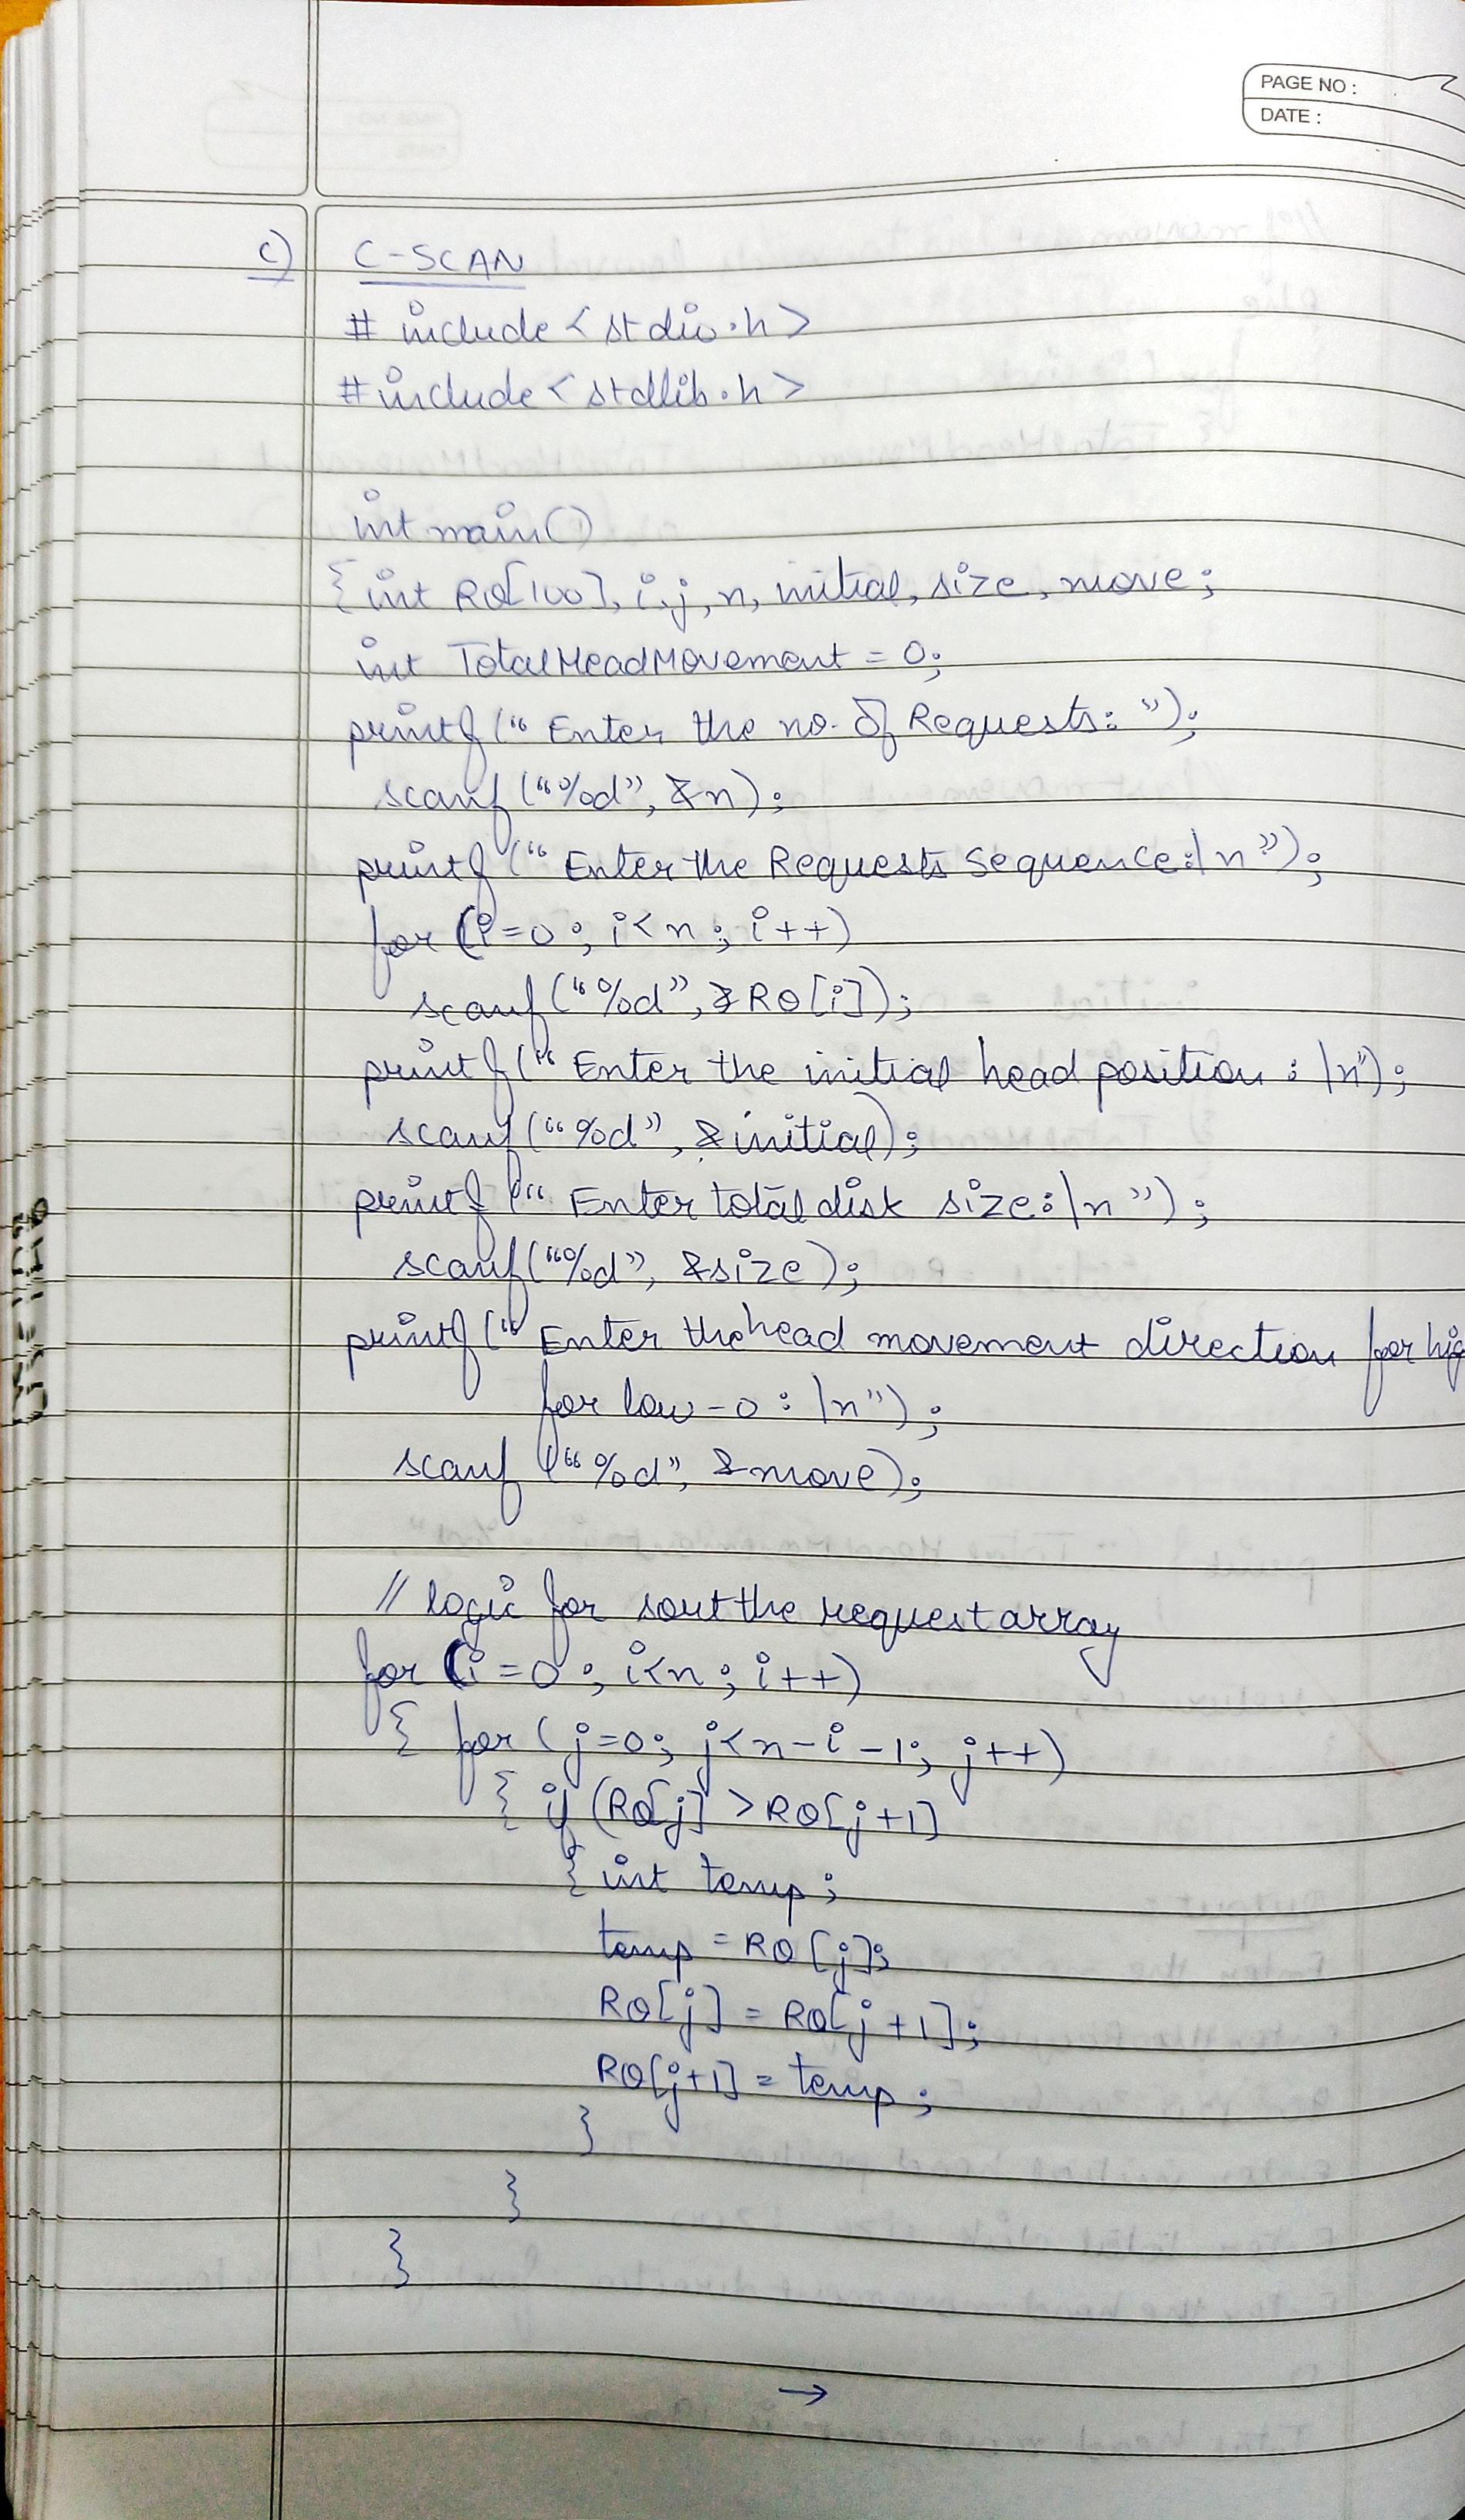 PAGE NO :
DATE :
c) C-SCAN
# include < stdio.h >
#include < stdlib.h >
int main()
{ int RQ[100], i, j, n, initial, size, move ;
int TotalHeadMovement = 0;
printf (“ Enter the no. of Requests: ”);
scanf (“%d”, &n);
printf (“ Enter the Requests Sequence:\n ”);
for (i=0 ; i< n ; i++)
scanf (“%d”, &RQ[i]);
printf (“ Enter the initial head position : \n”);
scanf (“%d”, &initial);
printf (“ Enter total disk size:\n ”);
scanf (“%d”, &size );
printf (“ Enter the head movement direction for
for low - 0 : \n”);
scanf (“%d”, &move);
// logic for sort the request array
for (i=0 ; i<n ; i++)
{ for ( j=0; j< n-i-1; j++)
{ if (RQ[j] > RQ[j+1]
{ int temp ;
temp = RQ [j];
RQ[j] = RQ[j+1];
RQ[j+1] = temp ;
}
}
}
→